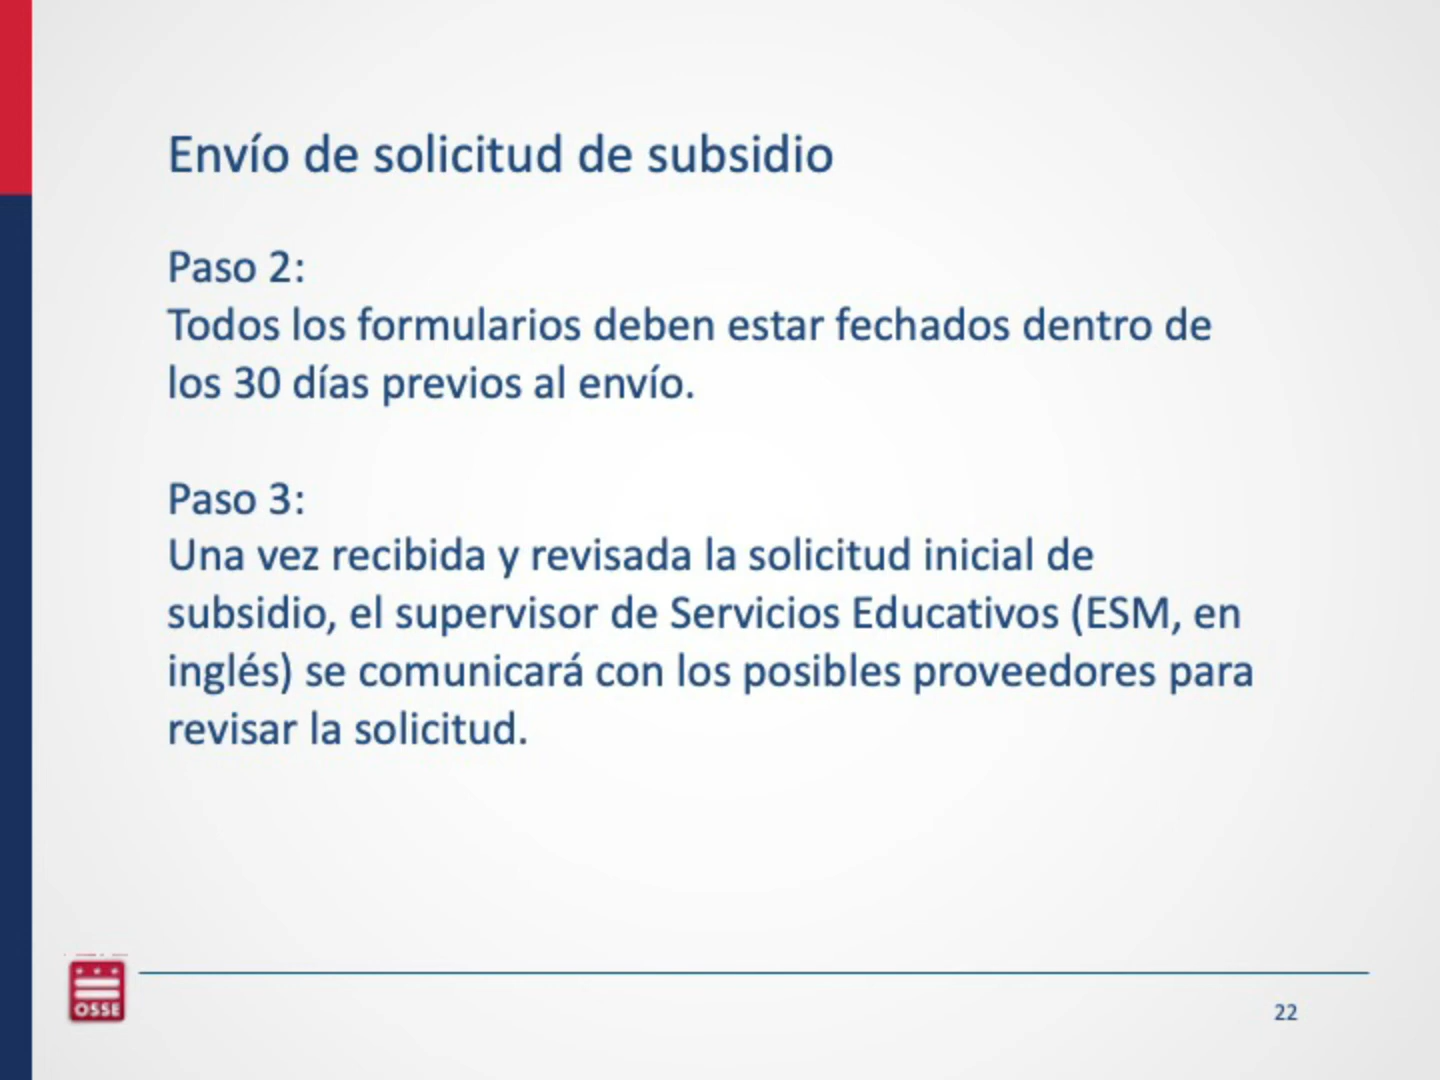 Envío de solicitud de subsidio
Paso 2:
Todos los formularios deben estar fechados dentro de
los 30 días previos al envío.
Paso 3:
Una vez recibida y revisada la solicitud inicial de
subsidio, el supervisor de Servicios Educativos (ESM, en
inglés) se comunicará con los posibles proveedores para
revisar la solicitud.
OSSE
22